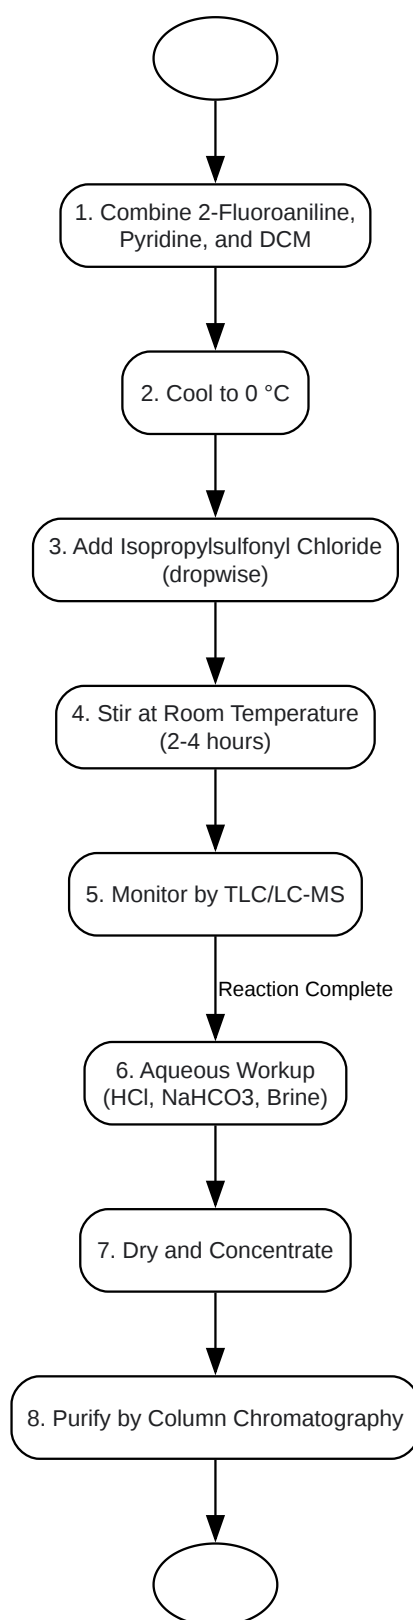 1. Combine 2-Fluoroaniline,
Pyridine, and DCM
2. Cool to 0 °C
3. Add Isopropylsulfonyl Chloride
(dropwise)
4. Stir at Room Temperature
(2-4 hours)
5. Monitor by TLC/LC-MS
Reaction Complete
6. Aqueous Workup
(HCl, NaHCO3, Brine)
7. Dry and Concentrate
8. Purify by Column Chromatography